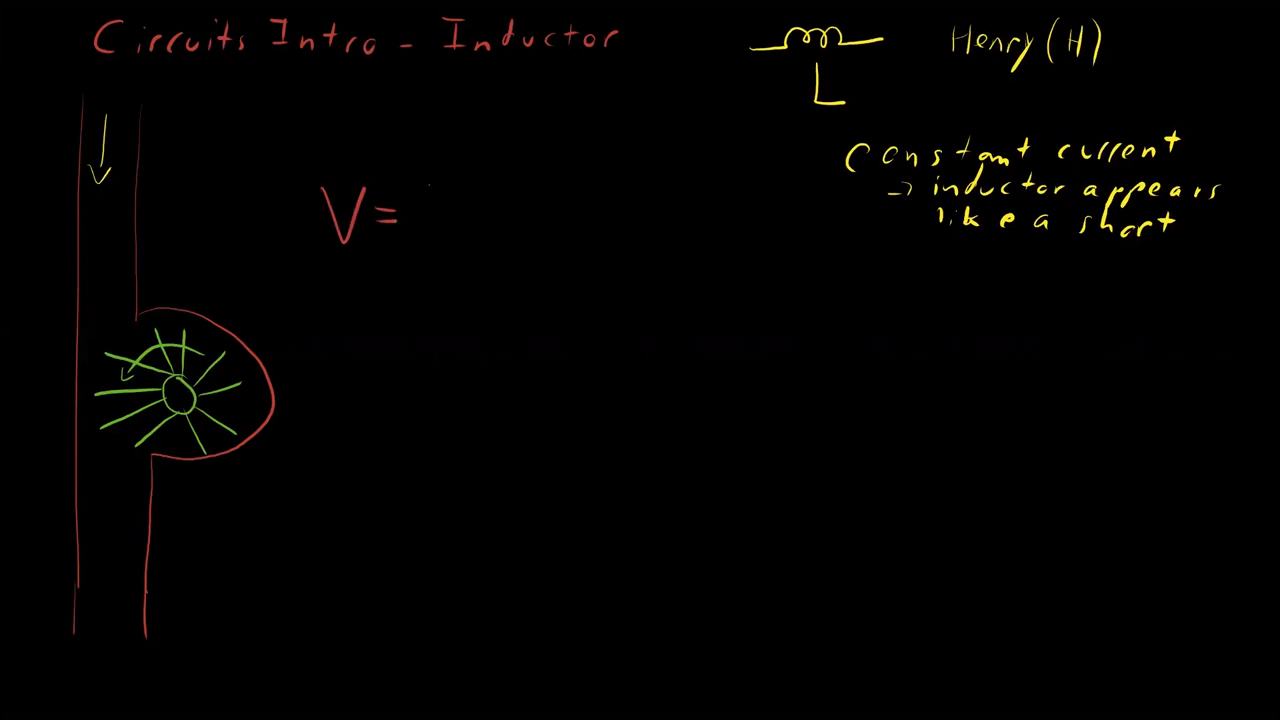 Circuits Intro - Inductor
Henry (H)
L
Constant current
→ inductor appears
like a short
V=